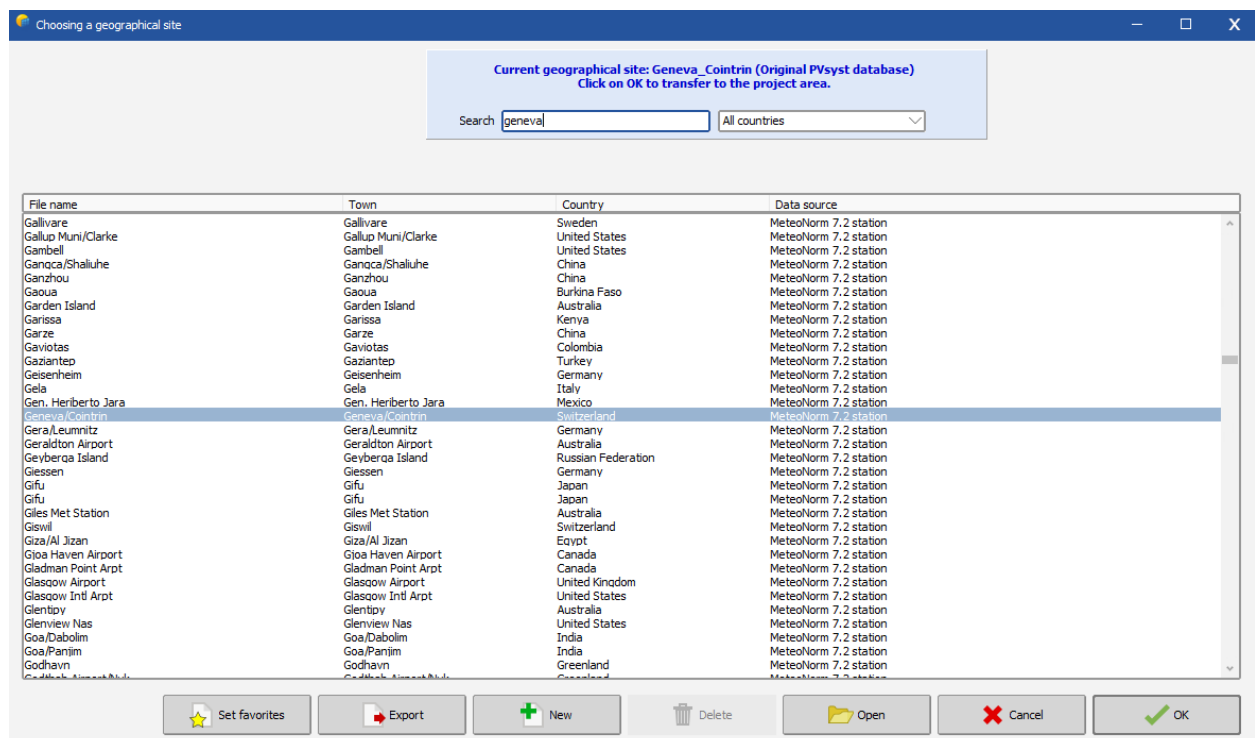 Choosing a geographical site
Current geographical site: Geneva_Cointrin (Original PVsyst database)
Click on OK to transfer to the project area.
Search geneva All countries
File name Town Country Data source
Gallivare Gallivare Sweden MeteoNorm 7.2 station
Gallup Muni/Clarke Gallup Muni/Clarke United States MeteoNorm 7.2 station
Gambell Gambell United States MeteoNorm 7.2 station
Gangca/Shaliuhe Gangca/Shaliuhe China MeteoNorm 7.2 station
Ganzhou Ganzhou China MeteoNorm 7.2 station
Gaoua Gaoua Burkina Faso MeteoNorm 7.2 station
Garden Island Garden Island Australia MeteoNorm 7.2 station
Garissa Garissa Kenya MeteoNorm 7.2 station
Garze Garze China MeteoNorm 7.2 station
Gaviotas Gaviotas Colombia MeteoNorm 7.2 station
Gaziantep Gaziantep Turkey MeteoNorm 7.2 station
Geisenheim Geisenheim Germany MeteoNorm 7.2 station
Gela Gela Italy MeteoNorm 7.2 station
Gen. Heriberto Jara Gen. Heriberto Jara Mexico MeteoNorm 7.2 station
Geneva/Cointrin Geneva/Cointrin Switzerland MeteoNorm 7.2 station
Gera/Leumnitz Gera/Leumnitz Germany MeteoNorm 7.2 station
Geraldton Airport Geraldton Airport Australia MeteoNorm 7.2 station
Geyberga Island Geyberga Island Russian Federation MeteoNorm 7.2 station
Giessen Giessen Germany MeteoNorm 7.2 station
Gifu Gifu Japan MeteoNorm 7.2 station
Gifu Gifu Japan MeteoNorm 7.2 station
Giles Met Station Giles Met Station Australia MeteoNorm 7.2 station
Giswil Giswil Switzerland MeteoNorm 7.2 station
Giza/Al Jizan Giza/Al Jizan Egypt MeteoNorm 7.2 station
Gjoa Haven Airport Gjoa Haven Airport Canada MeteoNorm 7.2 station
Gladman Point Arpt Gladman Point Arpt Canada MeteoNorm 7.2 station
Glasgow Airport Glasgow Airport United Kingdom MeteoNorm 7.2 station
Glasgow Intl Arpt Glasgow Intl Arpt United States MeteoNorm 7.2 station
Glentipy Glentipy Australia MeteoNorm 7.2 station
Glenview Nas Glenview Nas United States MeteoNorm 7.2 station
Goa/Dabolim Goa/Dabolim India MeteoNorm 7.2 station
Goa/Panjim Goa/Panjim India MeteoNorm 7.2 station
Godhavn Godhavn Greenland MeteoNorm 7.2 station
Set favorites Export New Delete Open Cancel OK